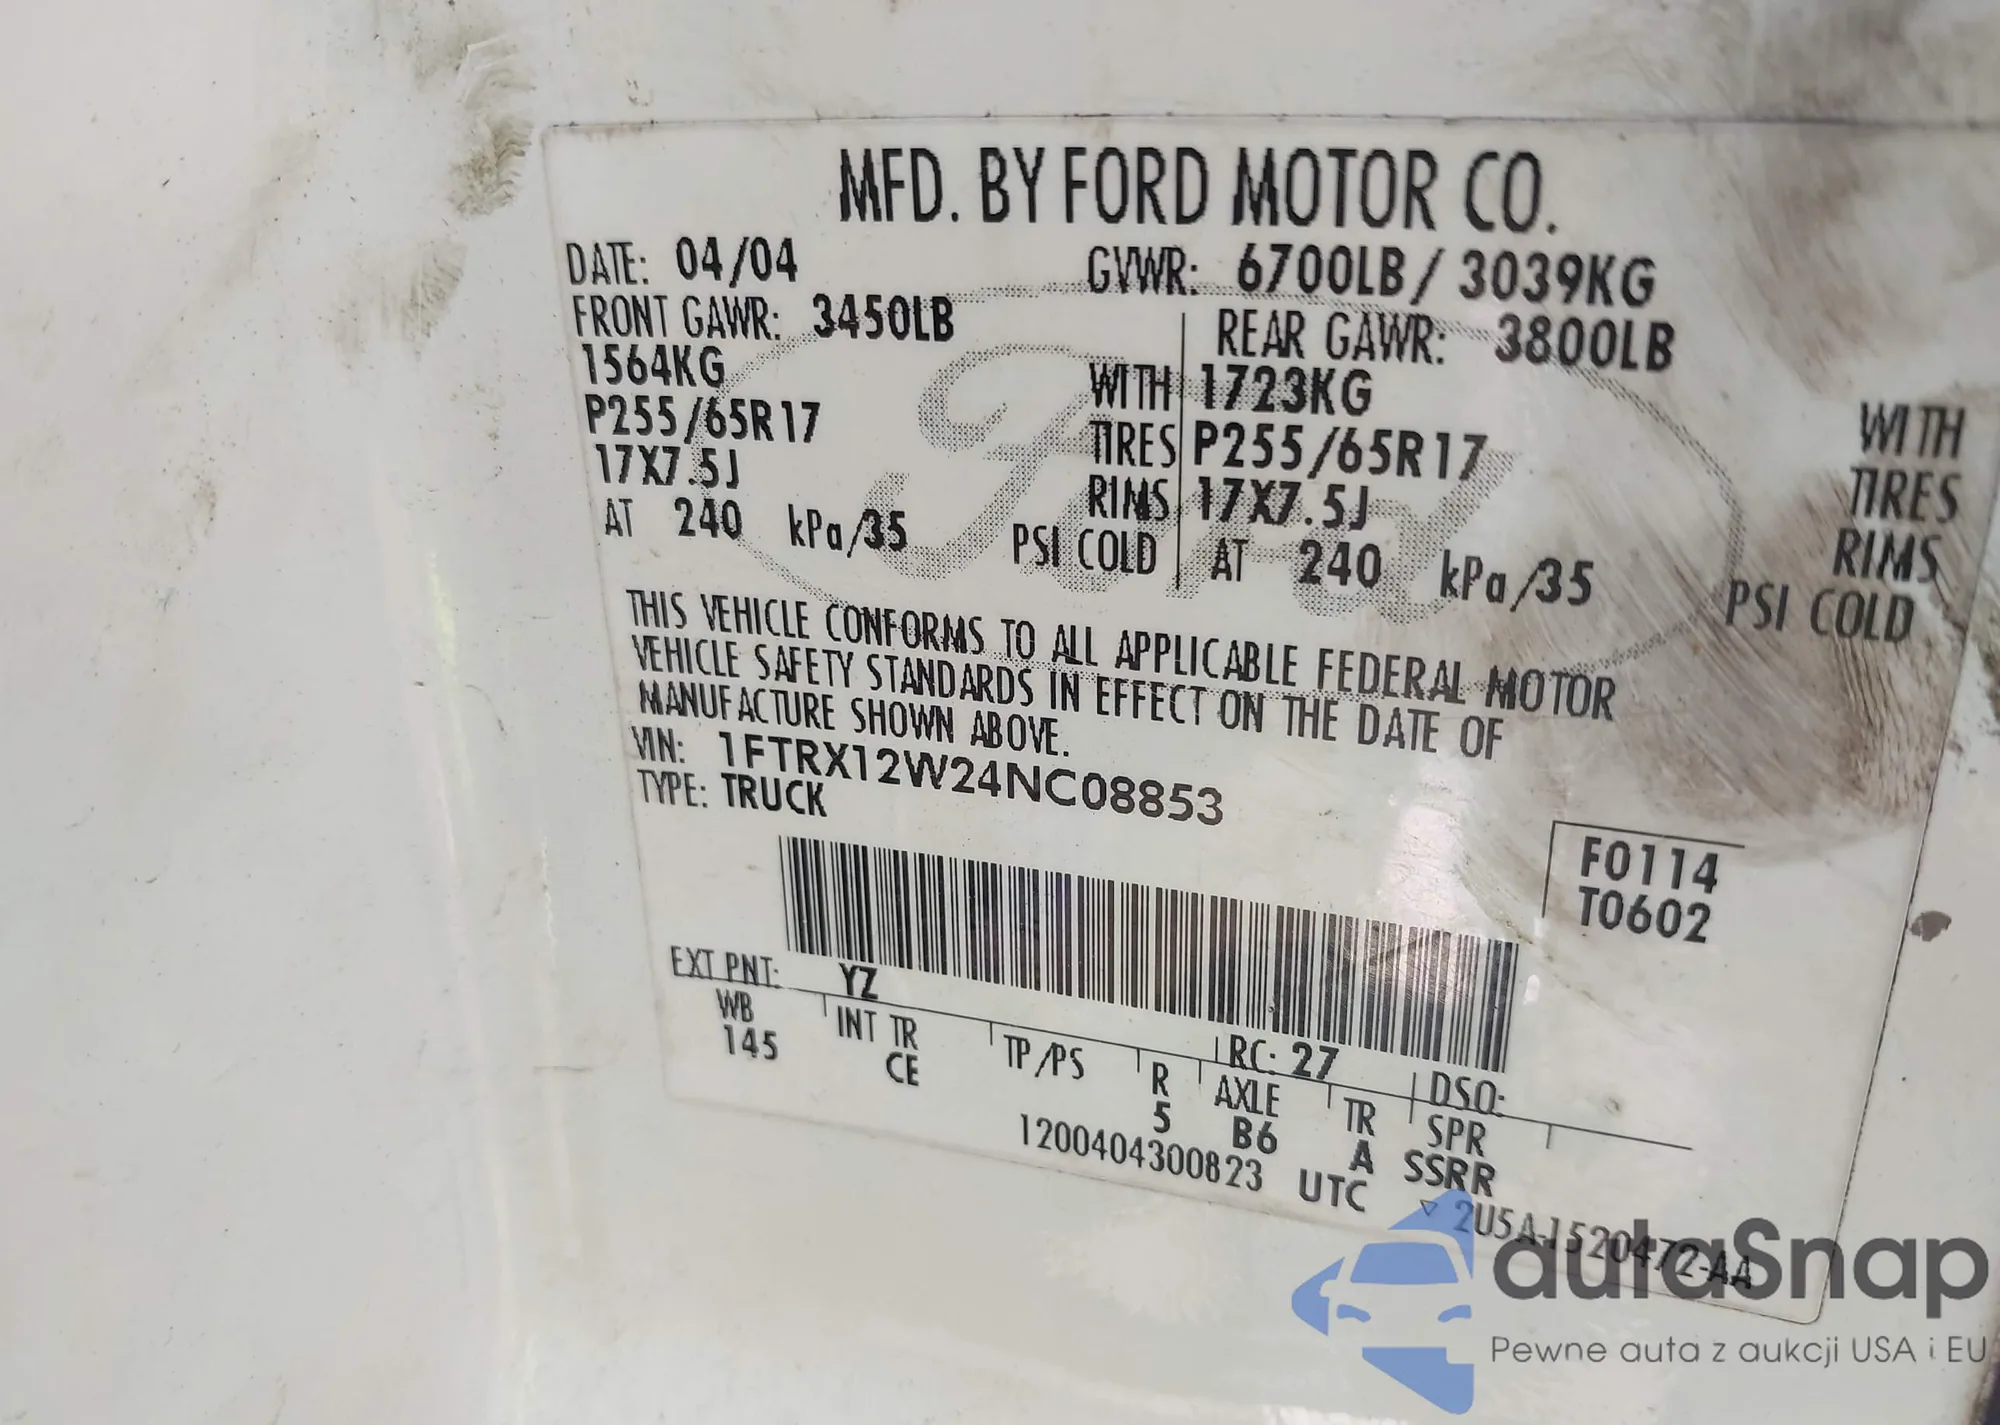 MFD. BY FORD MOTOR CO.
DATE: 04/04 GVWR: 6700LB/ 3039KG
FRONT GAWR: 3450LB REAR GAWR: 3800LB
1564KG WITH 1723KG WITH
P255/65R17 TIRES P255/65R17 TIRES
17X7.5J RIMS 17X7.5J RIMS
AT 240 kPa/35 PSI COLD AT 240 kPa/35 PSI COLD
Ford
THIS VEHICLE CONFORMS TO ALL APPLICABLE FEDERAL MOTOR
VEHICLE SAFETY STANDARDS IN EFFECT ON THE DATE OF
MANUFACTURE SHOWN ABOVE.
VIN: 1FTRX12W24NC08853
TYPE: TRUCK
F0114
T0602
EXT PNT: YZ RC: 27 DSO:
WB INT TR TP/PS R AXLE TR SPR
145 CE 5 B6 A SSRR
1200404300823 UTC
▽ 2U5A-1520472-AA
autaSnap
Pewne auta z aukcji USA i EU